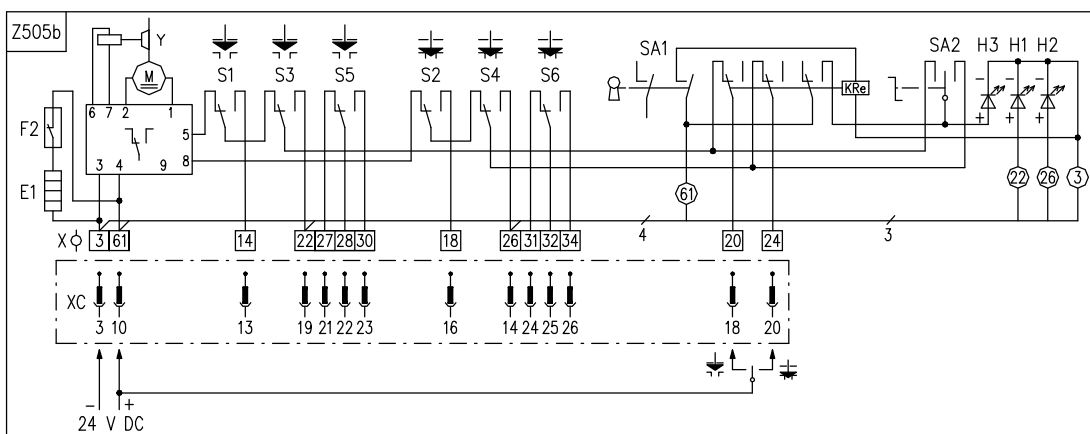 Z505b
Y
S1 S3 S5 S2 S4 S6 SA1 SA2 H3 H1 H2
M
KRe
6 7 2 1
F2
5
3 4 9 8
E1
61 22 26 3
X 3 61 14 22 27 28 30 18 26 31 32 34 4 20 24 3
XC
3 10 13 19 21 22 23 16 14 24 25 26 18 20
− +
24 V DC